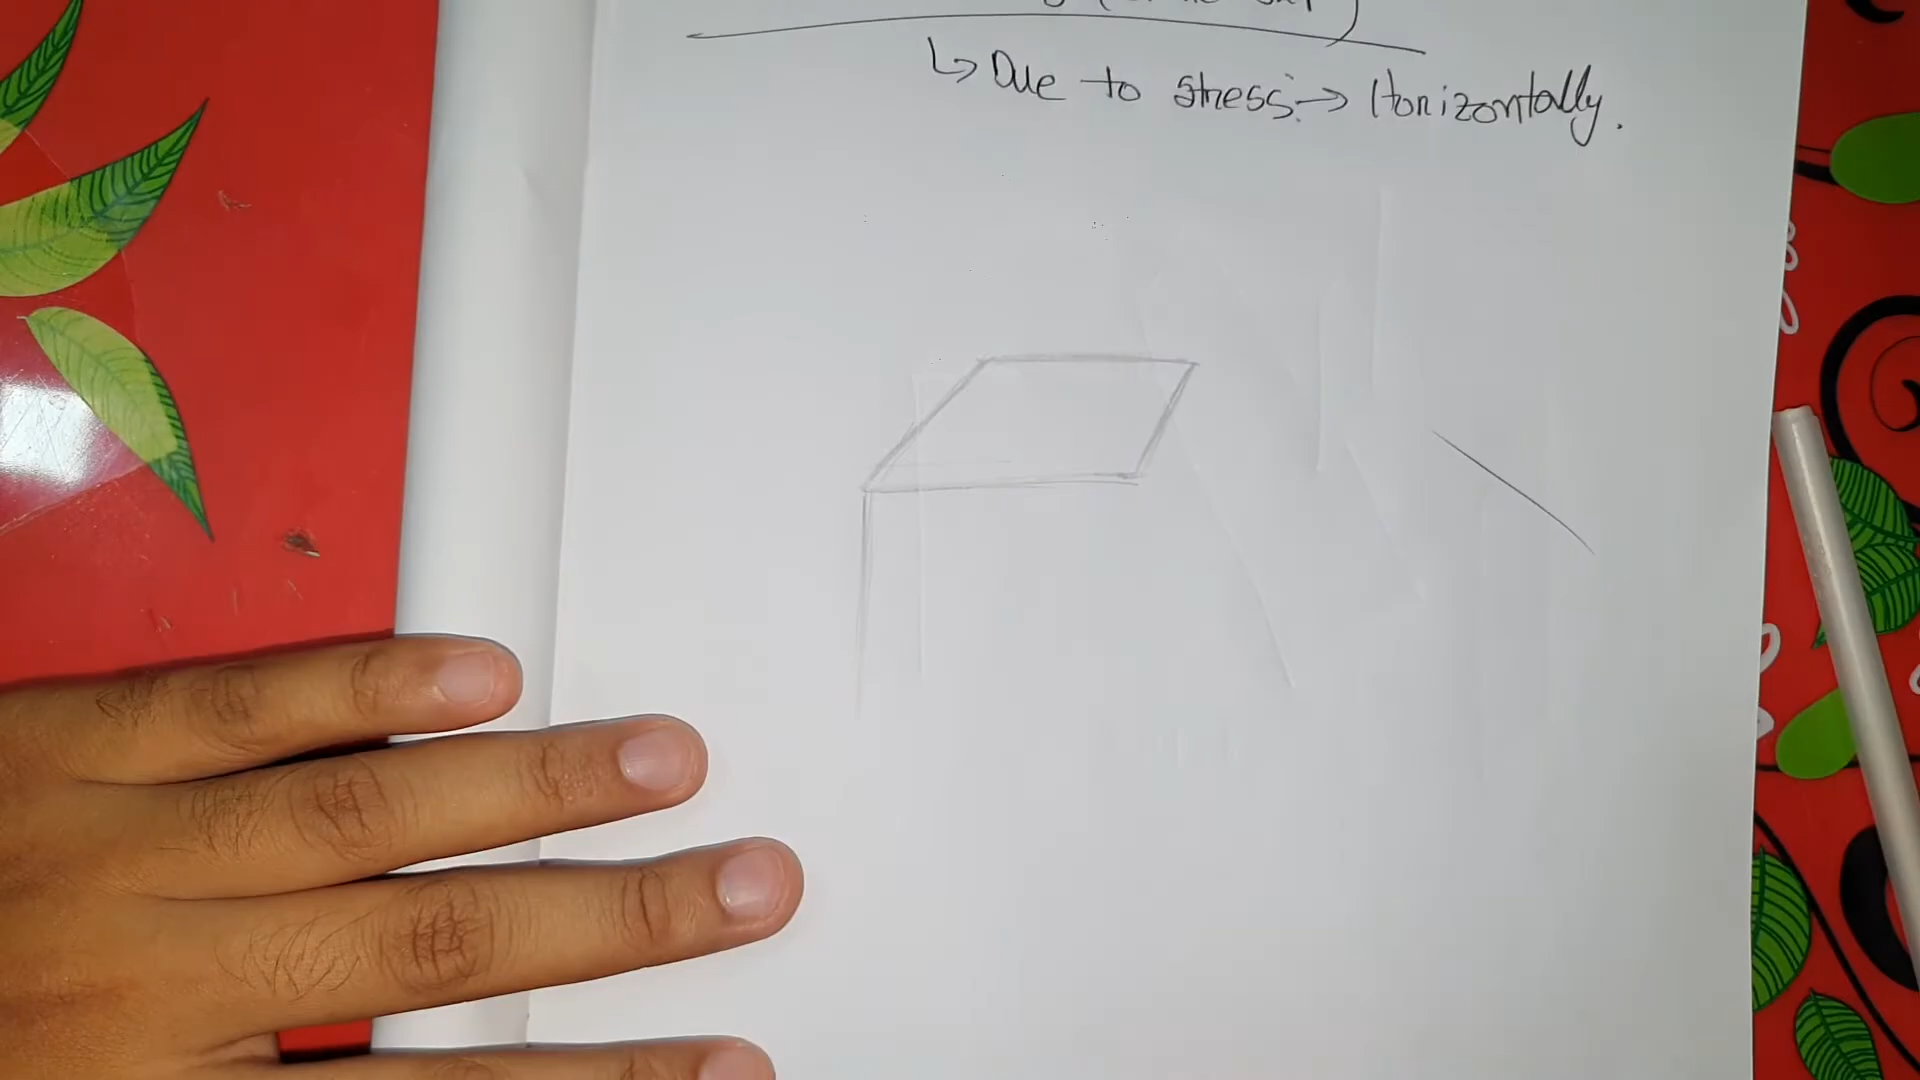 ↳ Due to stress → Horizontally.